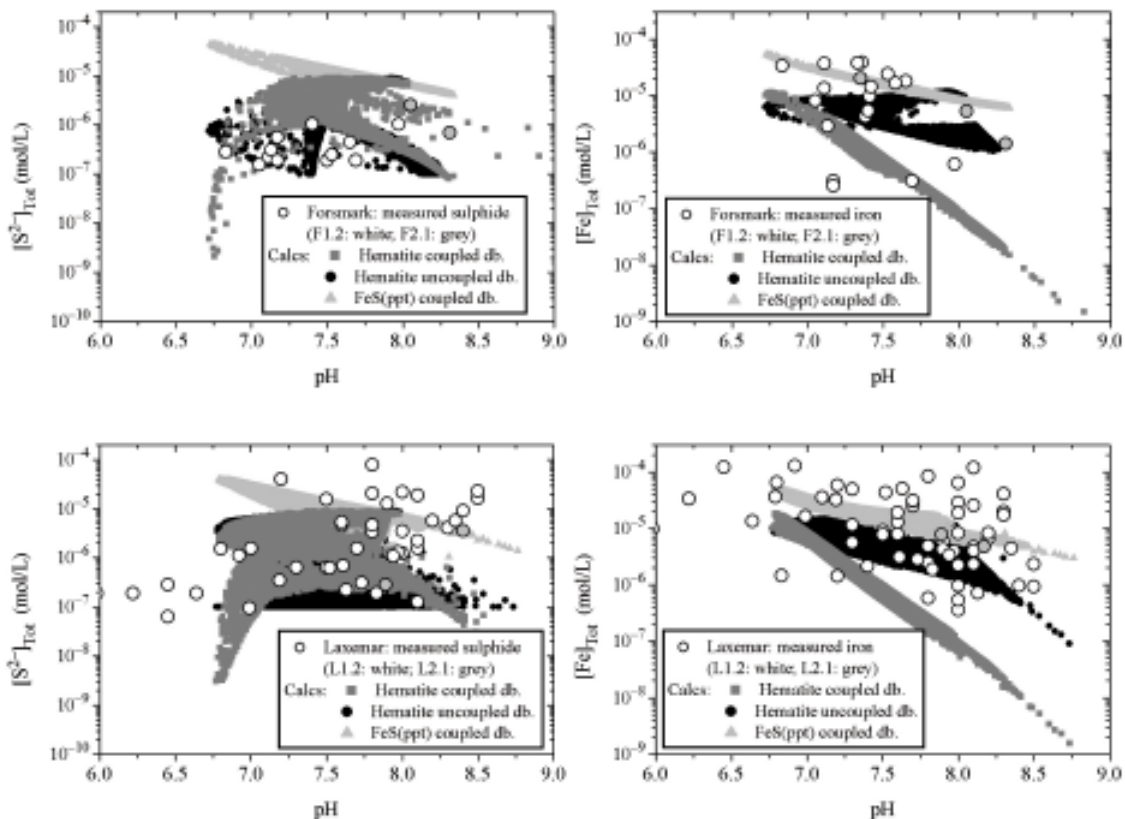 10⁻⁴
10⁻⁵
10⁻⁶
10⁻⁷
10⁻⁸
10⁻⁹
10⁻¹⁰
[S²⁻]Tot (mol/L)
Forsmark: measured sulphide
(F1.2: white; F2.1: grey)
Calcs: Hematite coupled db.
Hematite uncoupled db.
FeS(ppt) coupled db.
6.0 6.5 7.0 7.5 8.0 8.5 9.0
pH
10⁻⁴
10⁻⁵
10⁻⁶
10⁻⁷
10⁻⁸
10⁻⁹
[Fe]Tot (mol/L)
Forsmark: measured iron
(F1.2: white; F2.1: grey)
Calcs: Hematite coupled db.
Hematite uncoupled db.
FeS(ppt) coupled db.
6.0 6.5 7.0 7.5 8.0 8.5 9.0
pH
10⁻⁴
10⁻⁵
10⁻⁶
10⁻⁷
10⁻⁸
10⁻⁹
10⁻¹⁰
[S²⁻]Tot (mol/L)
Laxemar: measured sulphide
(L1.2: white; L2.1: grey)
Calcs: Hematite coupled db.
Hematite uncoupled db.
FeS(ppt) coupled db.
6.0 6.5 7.0 7.5 8.0 8.5 9.0
pH
10⁻⁴
10⁻⁵
10⁻⁶
10⁻⁷
10⁻⁸
10⁻⁹
[Fe]Tot (mol/L)
Laxemar: measured iron
(L1.2: white; L2.1: grey)
Calcs: Hematite coupled db.
Hematite uncoupled db.
FeS(ppt) coupled db.
6.0 6.5 7.0 7.5 8.0 8.5 9.0
pH